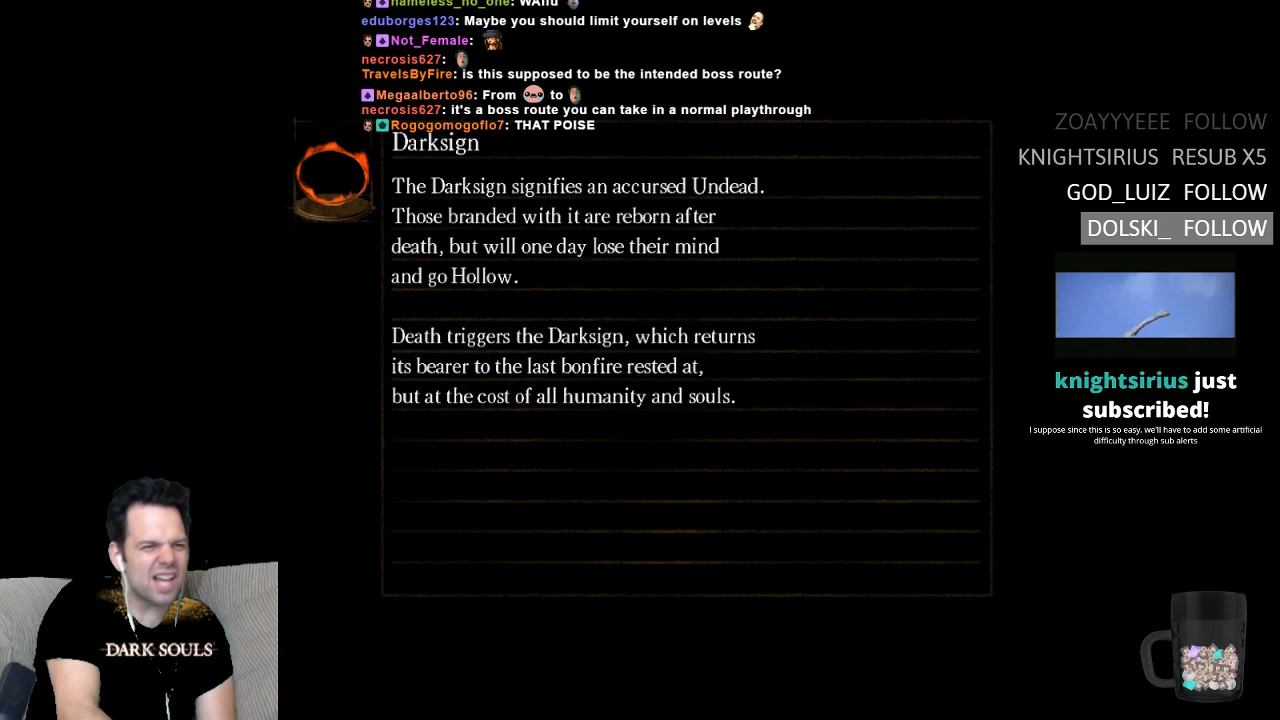 nameless_no_one: WAifu
eduborges123: Maybe you should limit yourself on levels
Not_Female:
necrosis627:
TravelsByFire: is this supposed to be the intended boss route?
Megaalberto96: From to
necrosis627: it's a boss route you can take in a normal playthrough
Rogogomogoflo7: THAT POISE
Darksign
The Darksign signifies an accursed Undead.
Those branded with it are reborn after
death, but will one day lose their mind
and go Hollow.
Death triggers the Darksign, which returns
its bearer to the last bonfire rested at,
but at the cost of all humanity and souls.
ZOAYYYEEE FOLLOW
KNIGHTSIRIUS RESUB X5
GOD_LUIZ FOLLOW
DOLSKI_ FOLLOW
knightsirius just
subscribed!
I suppose since this is so easy, we'll have to add some artificial
difficulty through sub alerts
DARK SOULS